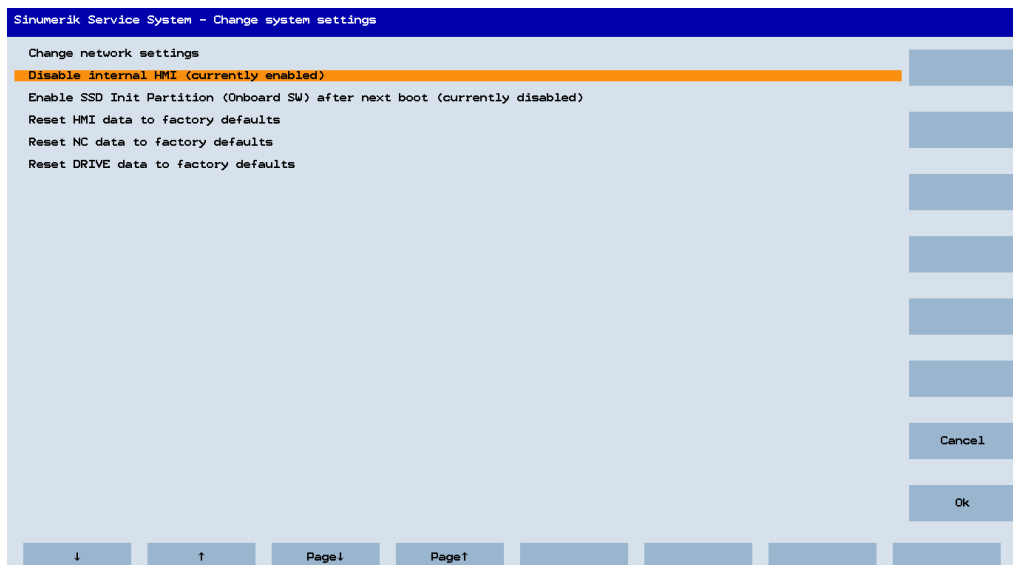 Sinumerik Service System - Change system settings
Change network settings
Disable internal HMI (currently enabled)
Enable SSD Init Partition (Onboard SW) after next boot (currently disabled)
Reset HMI data to factory defaults
Reset NC data to factory defaults
Reset DRIVE data to factory defaults
Cancel
Ok
↓ ↑ Page↓ Page↑